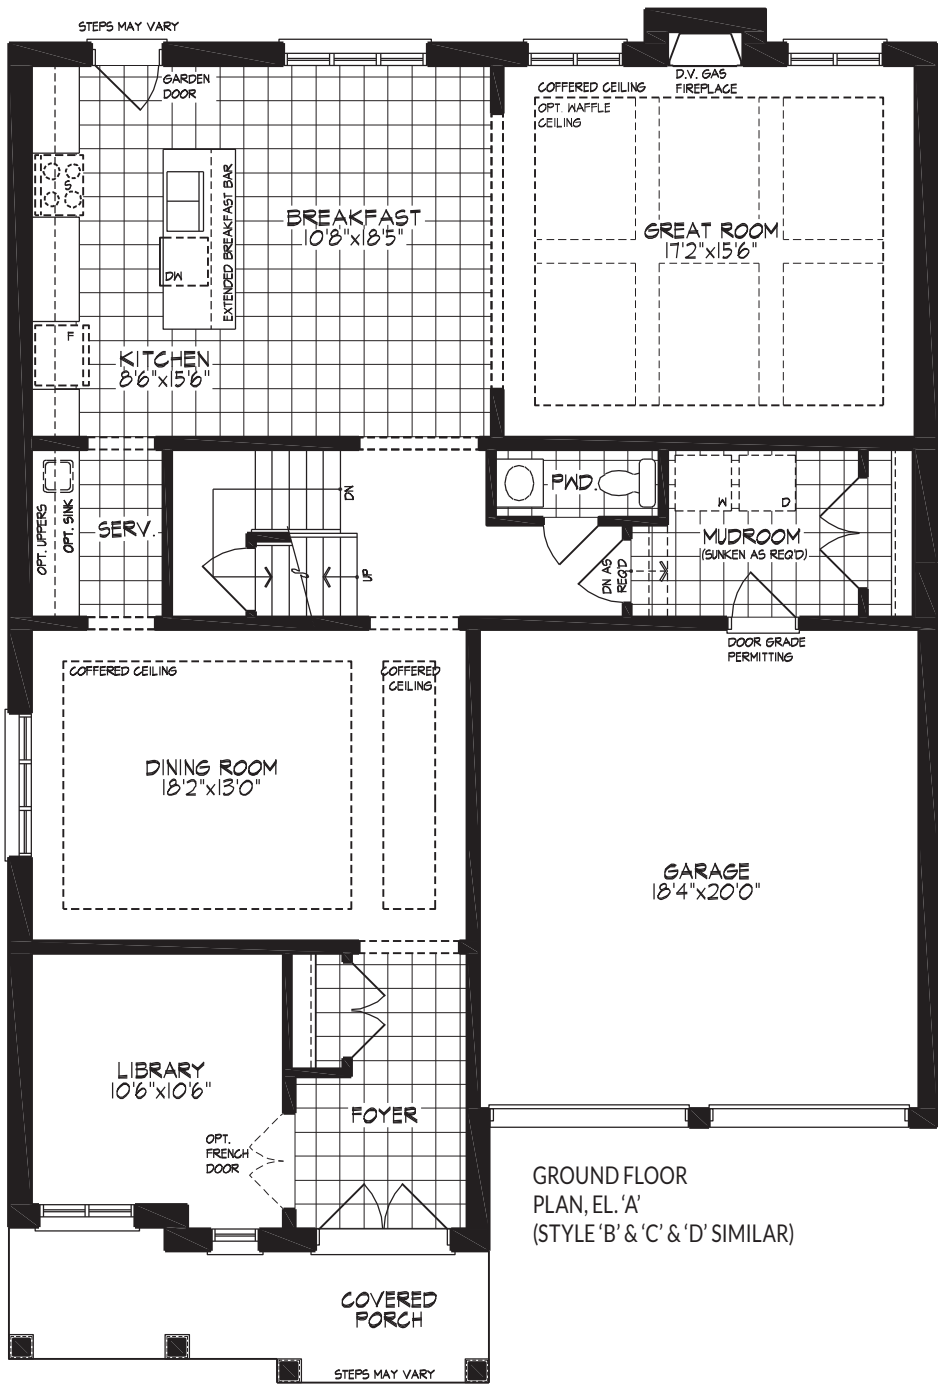 STEPS MAY VARY
GARDEN
DOOR
D.V. GAS
FIREPLACE
COFFERED CEILING
OPT. WAFFLE
CEILING
S
EXTENDED BREAKFAST BAR
BREAKFAST
10'8"x18'5"
GREAT ROOM
17'2"x15'6"
DW
F
KITCHEN
8'6"x15'6"
OPT. UPPERS
OPT. SINK
SERV.
DN
UP
PWD.
W
D
MUDROOM
(SUNKEN AS REQ'D)
DN AS
REQ'D
DOOR GRADE
PERMITTING
COFFERED CEILING
COFFERED
CEILING
DINING ROOM
18'2"x13'0"
GARAGE
18'4"x20'0"
LIBRARY
10'6"x10'6"
FOYER
OPT.
FRENCH
DOOR
GROUND FLOOR
PLAN, EL. ‘A’
(STYLE ‘B’ & ‘C’ & ‘D’ SIMILAR)
COVERED
PORCH
STEPS MAY VARY